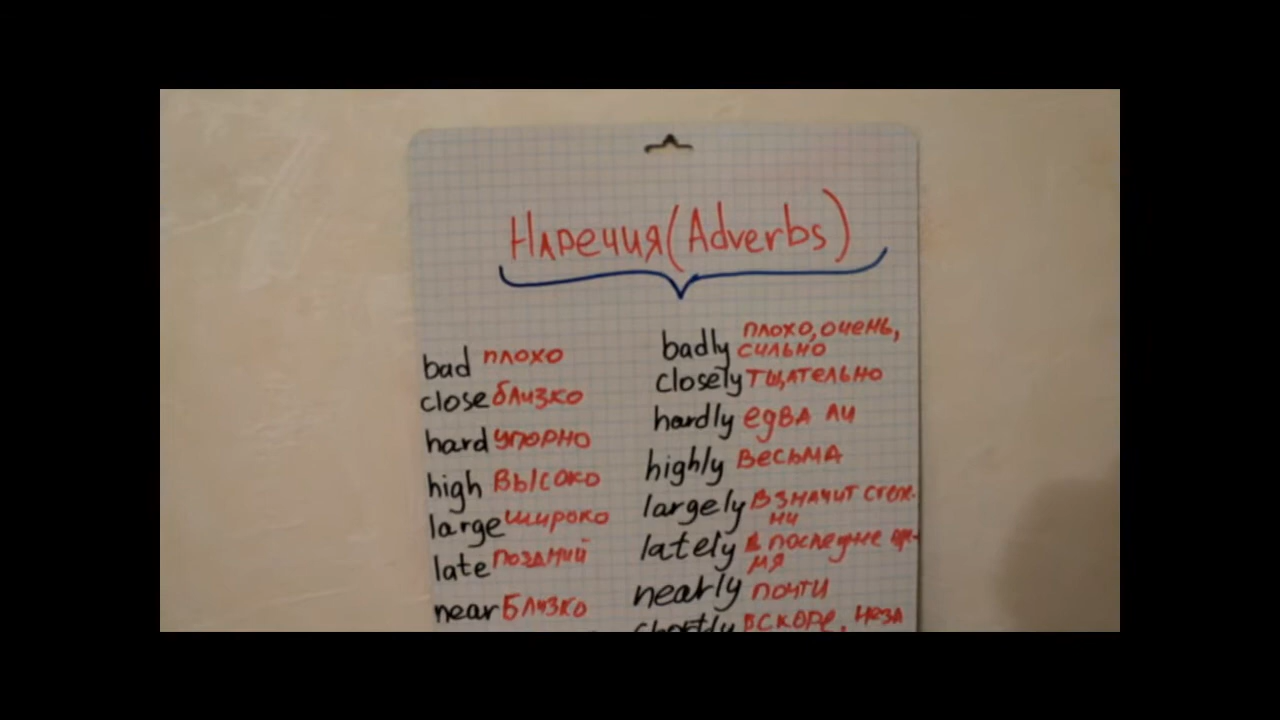 Наречия(Adverbs)
bad плохо
close близко
hard упорно
high высоко
large широко
late поздний
near близко
badly плохо, очень,
сильно
closely тщательно
hardly едва ли
highly весьма
largely в значит степе-
ни
lately в последнее вре-
мя
nearly почти
shortly вскоре, неза